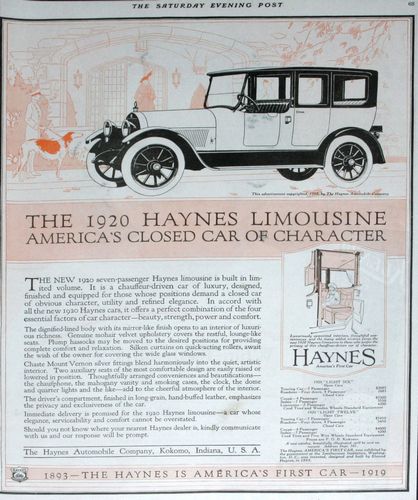 THE SATURDAY EVENING POST
THE 1920 HAYNES LIMOUSINE
AMERICA'S CLOSED CAR OF CHARACTER
THE NEW 1920 seven-passenger Haynes limousine is built in lim-
ited volume. It is a chauffeur-driven car of luxury, designed,
finished and equipped for those whose positions demand a closed car
of obvious character, utility and refined elegance. In accord with
all the new 1920 Haynes cars, it offers a perfect combination of the four
essential factors of car character—beauty, strength, power and comfort.
The dignified-lined body with its mirror-like finish opens to an interior of luxuri-
ous richness. Genuine mohair velvet upholstery covers the restful, lounge-like
seats. Plump hassocks may be moved to the desired positions for providing
complete comfort and relaxation. Silken curtains on quick-acting rollers, await
the wish of the owner for covering the wide glass windows.
Chaste Mount Vernon silver fittings blend harmoniously into the quiet, artistic
interior. Two auxiliary seats of the most comfortable design are easily raised or
lowered in position. Thoughtfully arranged conveniences and beautifications—
the chaufphone, the mahogany vanity and smoking cases, the clock, the dome
and quarter lights and the like—add to the cheerful atmosphere of the interior.
The driver's compartment, finished in long grain, hand-buffed leather, emphasizes
the privacy and exclusiveness of the car.
Immediate delivery is promised for the 1920 Haynes limousine—a car whose
elegance, serviceability and comfort cannot be overstated.
Should you not know where your nearest Haynes dealer is, kindly communicate
with us and our response will be prompt.
The Haynes Automobile Company, Kokomo, Indiana, U. S. A.
HAYNES
America's First Car
1893—THE HAYNES IS AMERICA'S FIRST CAR—1919